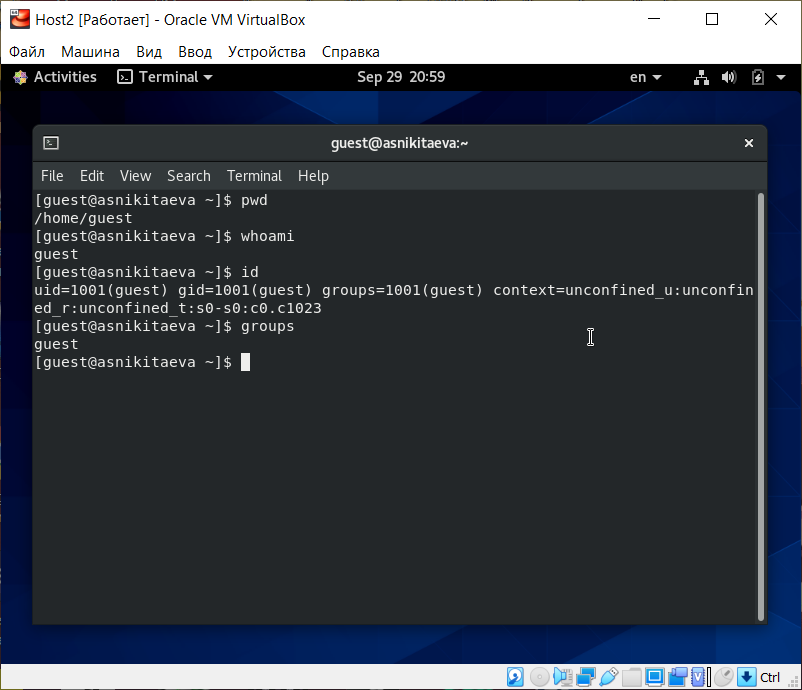 Host2 [Работает] - Oracle VM VirtualBox
Файл Машина Вид Ввод Устройства Справка
Activities Terminal Sep 29 20:59 en
guest@asnikitaeva:~
File Edit View Search Terminal Help
[guest@asnikitaeva ~]$ pwd
/home/guest
[guest@asnikitaeva ~]$ whoami
guest
[guest@asnikitaeva ~]$ id
uid=1001(guest) gid=1001(guest) groups=1001(guest) context=unconfined_u:unconfin
ed_r:unconfined_t:s0-s0:c0.c1023
[guest@asnikitaeva ~]$ groups
guest
[guest@asnikitaeva ~]$
Ctrl